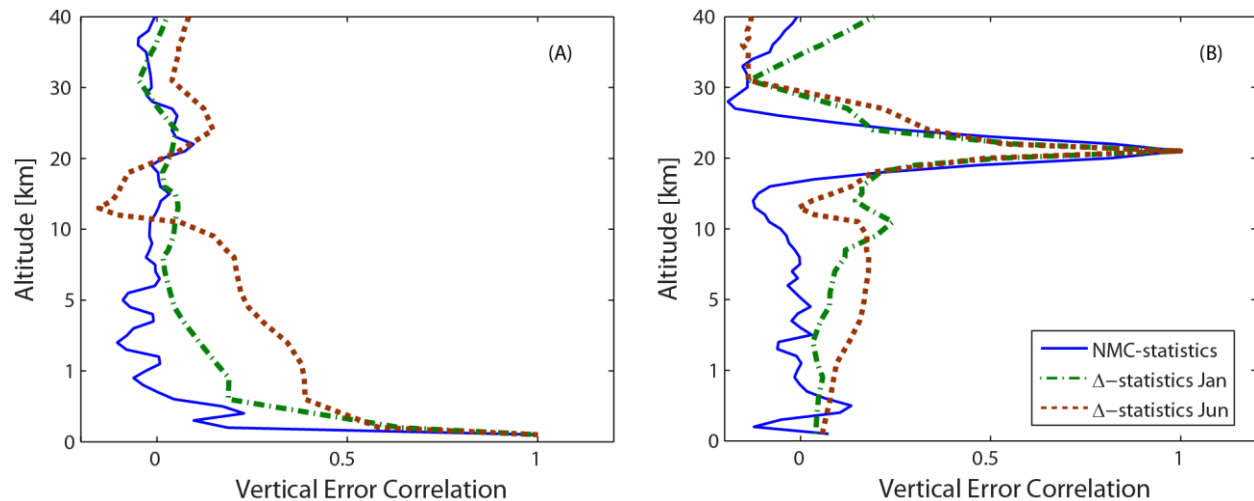 (A)
40
30
20
10
5
1
0
Altitude [km]
0
0.5
1
Vertical Error Correlation
(B)
40
30
20
10
5
1
0
Altitude [km]
0
0.5
1
Vertical Error Correlation
NMC-statistics
Δ-statistics Jan
Δ-statistics Jun